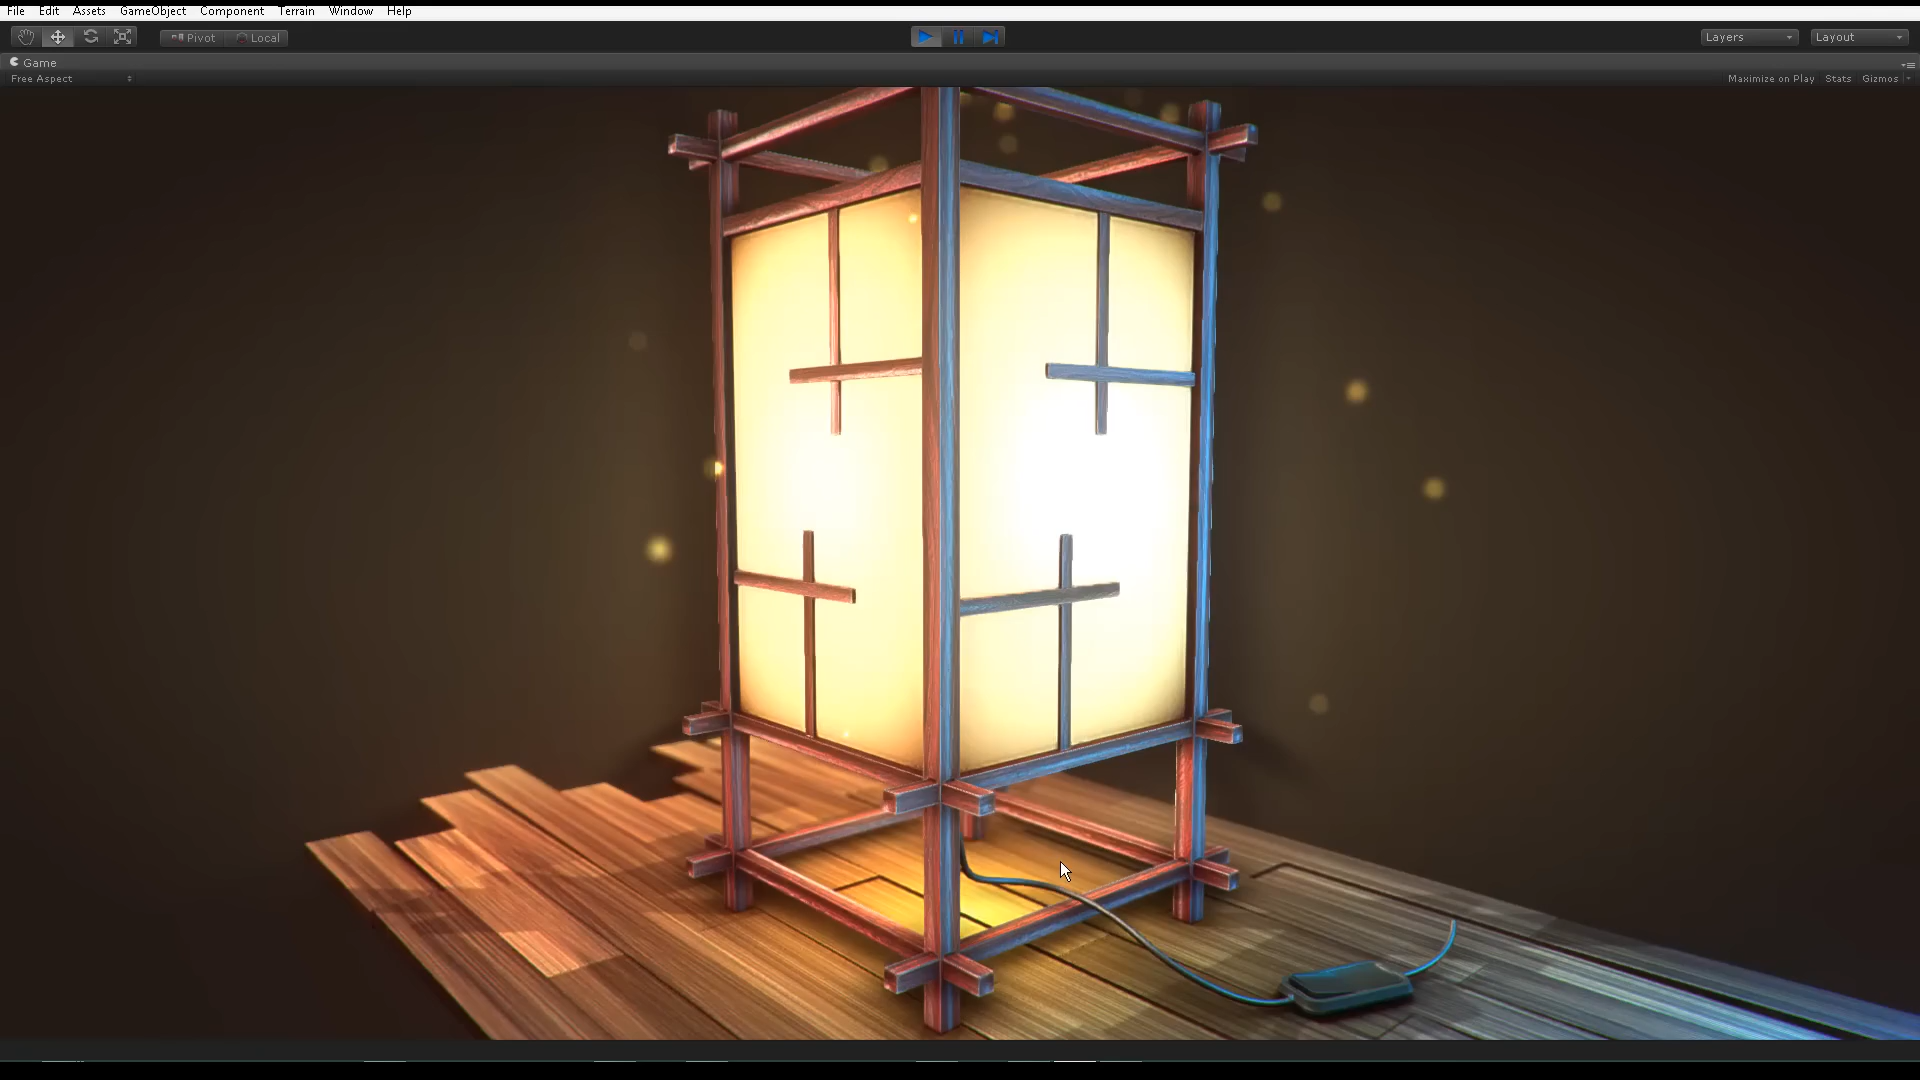 File Edit Assets GameObject Component Terrain Window Help
Pivot Local Layers Layout
Game
Free Aspect Maximize on Play Stats Gizmos